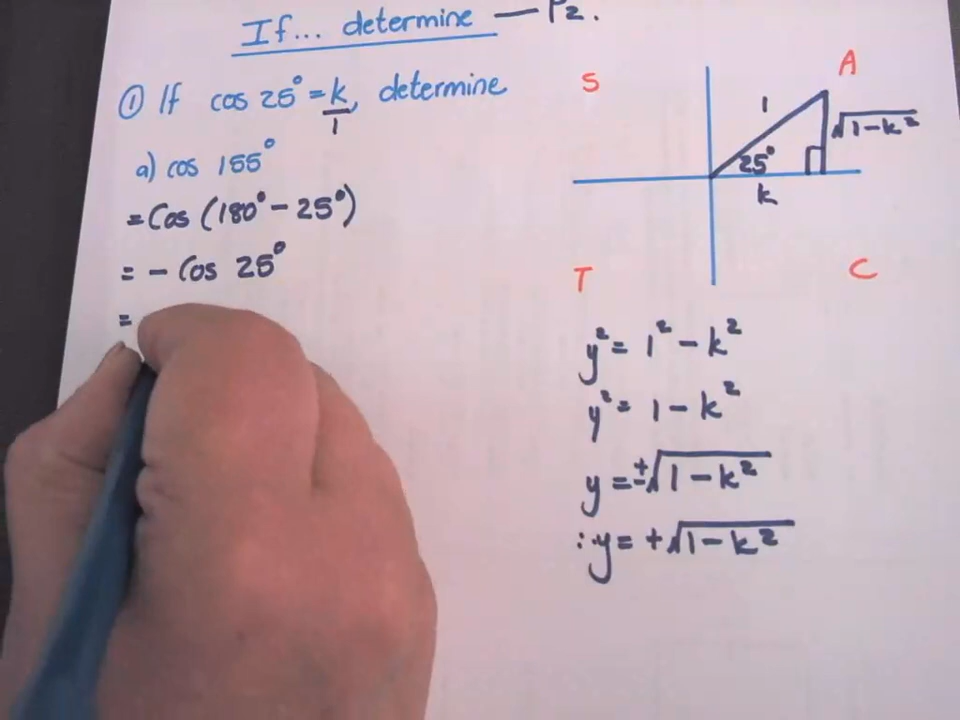 If... determine — P2.
① If cos 25° = k/1, determine
a) cos 155°
= Cos (180° - 25°)
= - Cos 25°
=
S
A
1
√1-k²
25°
k
T
C
y² = 1² - k²
y² = 1 - k²
y = ±√1-k²
∴ y = +√1-k²